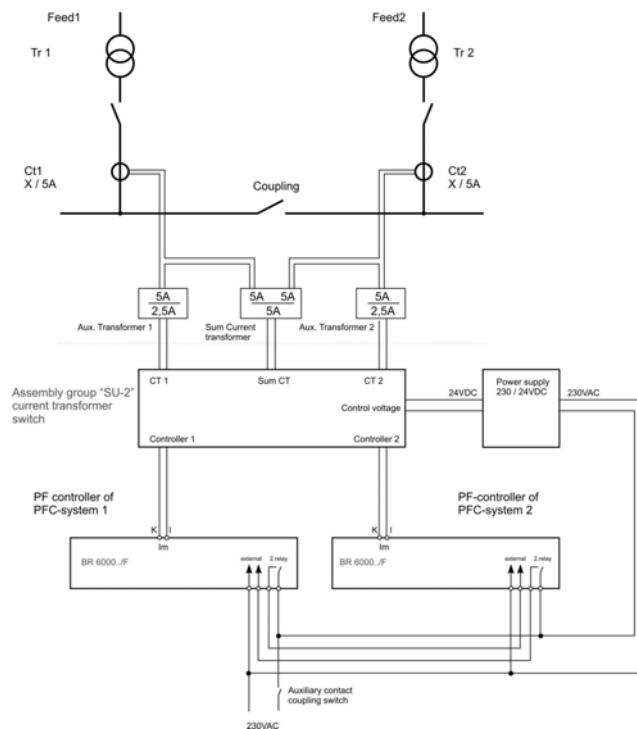 Feed1
Feed2
Tr 1
Tr 2
Ct1
X / 5A
Coupling
Ct2
X / 5A
5A
2,5A
5A 5A
5A
5A
2,5A
Aux. Transformer 1
Sum Current
transformer
Aux. Transformer 2
CT 1
Sum CT
CT 2
Assembly group “SU-2”
current transformer
switch
Control voltage
Controller 1
Controller 2
24VDC
Power supply
230 / 24VDC
230VAC
PF controller of
PFC-system 1
PF-controller of
PFC-system 2
K I
Im
BR 6000../F
external
2.relay
K I
Im
BR 6000../F
external
2.relay
Auxiliary contact
coupling switch
230VAC